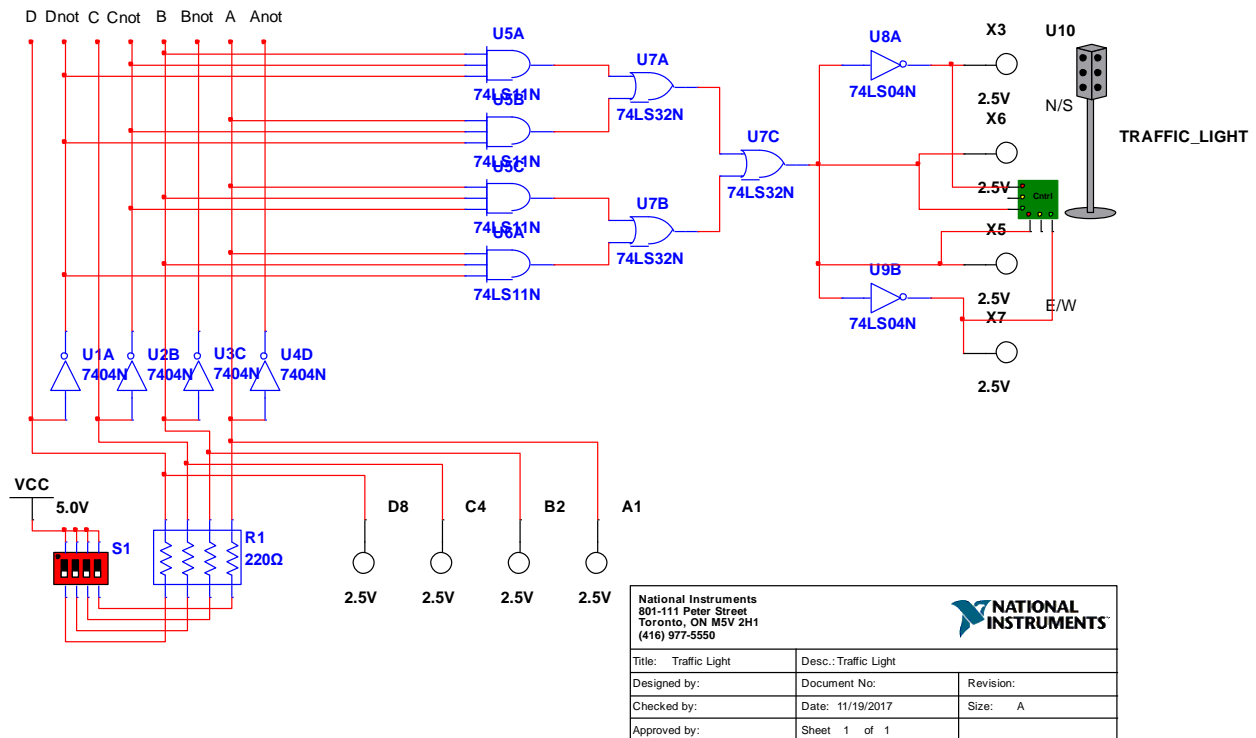 D Dnot C Cnot B Bnot A Anot
U5A
74LS11N
U5B
74LS11N
U5C
74LS11N
U6A
74LS11N
U7A
74LS32N
U7B
74LS32N
U7C
74LS32N
U8A
74LS04N
U9B
74LS04N
X3
2.5V
X6
2.5V
X5
2.5V
X7
2.5V
U10
N/S
TRAFFIC_LIGHT
Cntrl
E/W
U1A
7404N
U2B
7404N
U3C
7404N
U4D
7404N
VCC
5.0V
S1
R1
220Ω
D8
C4
B2
A1
2.5V
2.5V
2.5V
2.5V
National Instruments
801-111 Peter Street
Toronto, ON M5V 2H1
(416) 977-5550
NATIONAL
INSTRUMENTS
Title: Traffic Light
Desc.: Traffic Light
Designed by:
Document No:
Revision:
Checked by:
Date: 11/19/2017
Size: A
Approved by:
Sheet 1 of 1